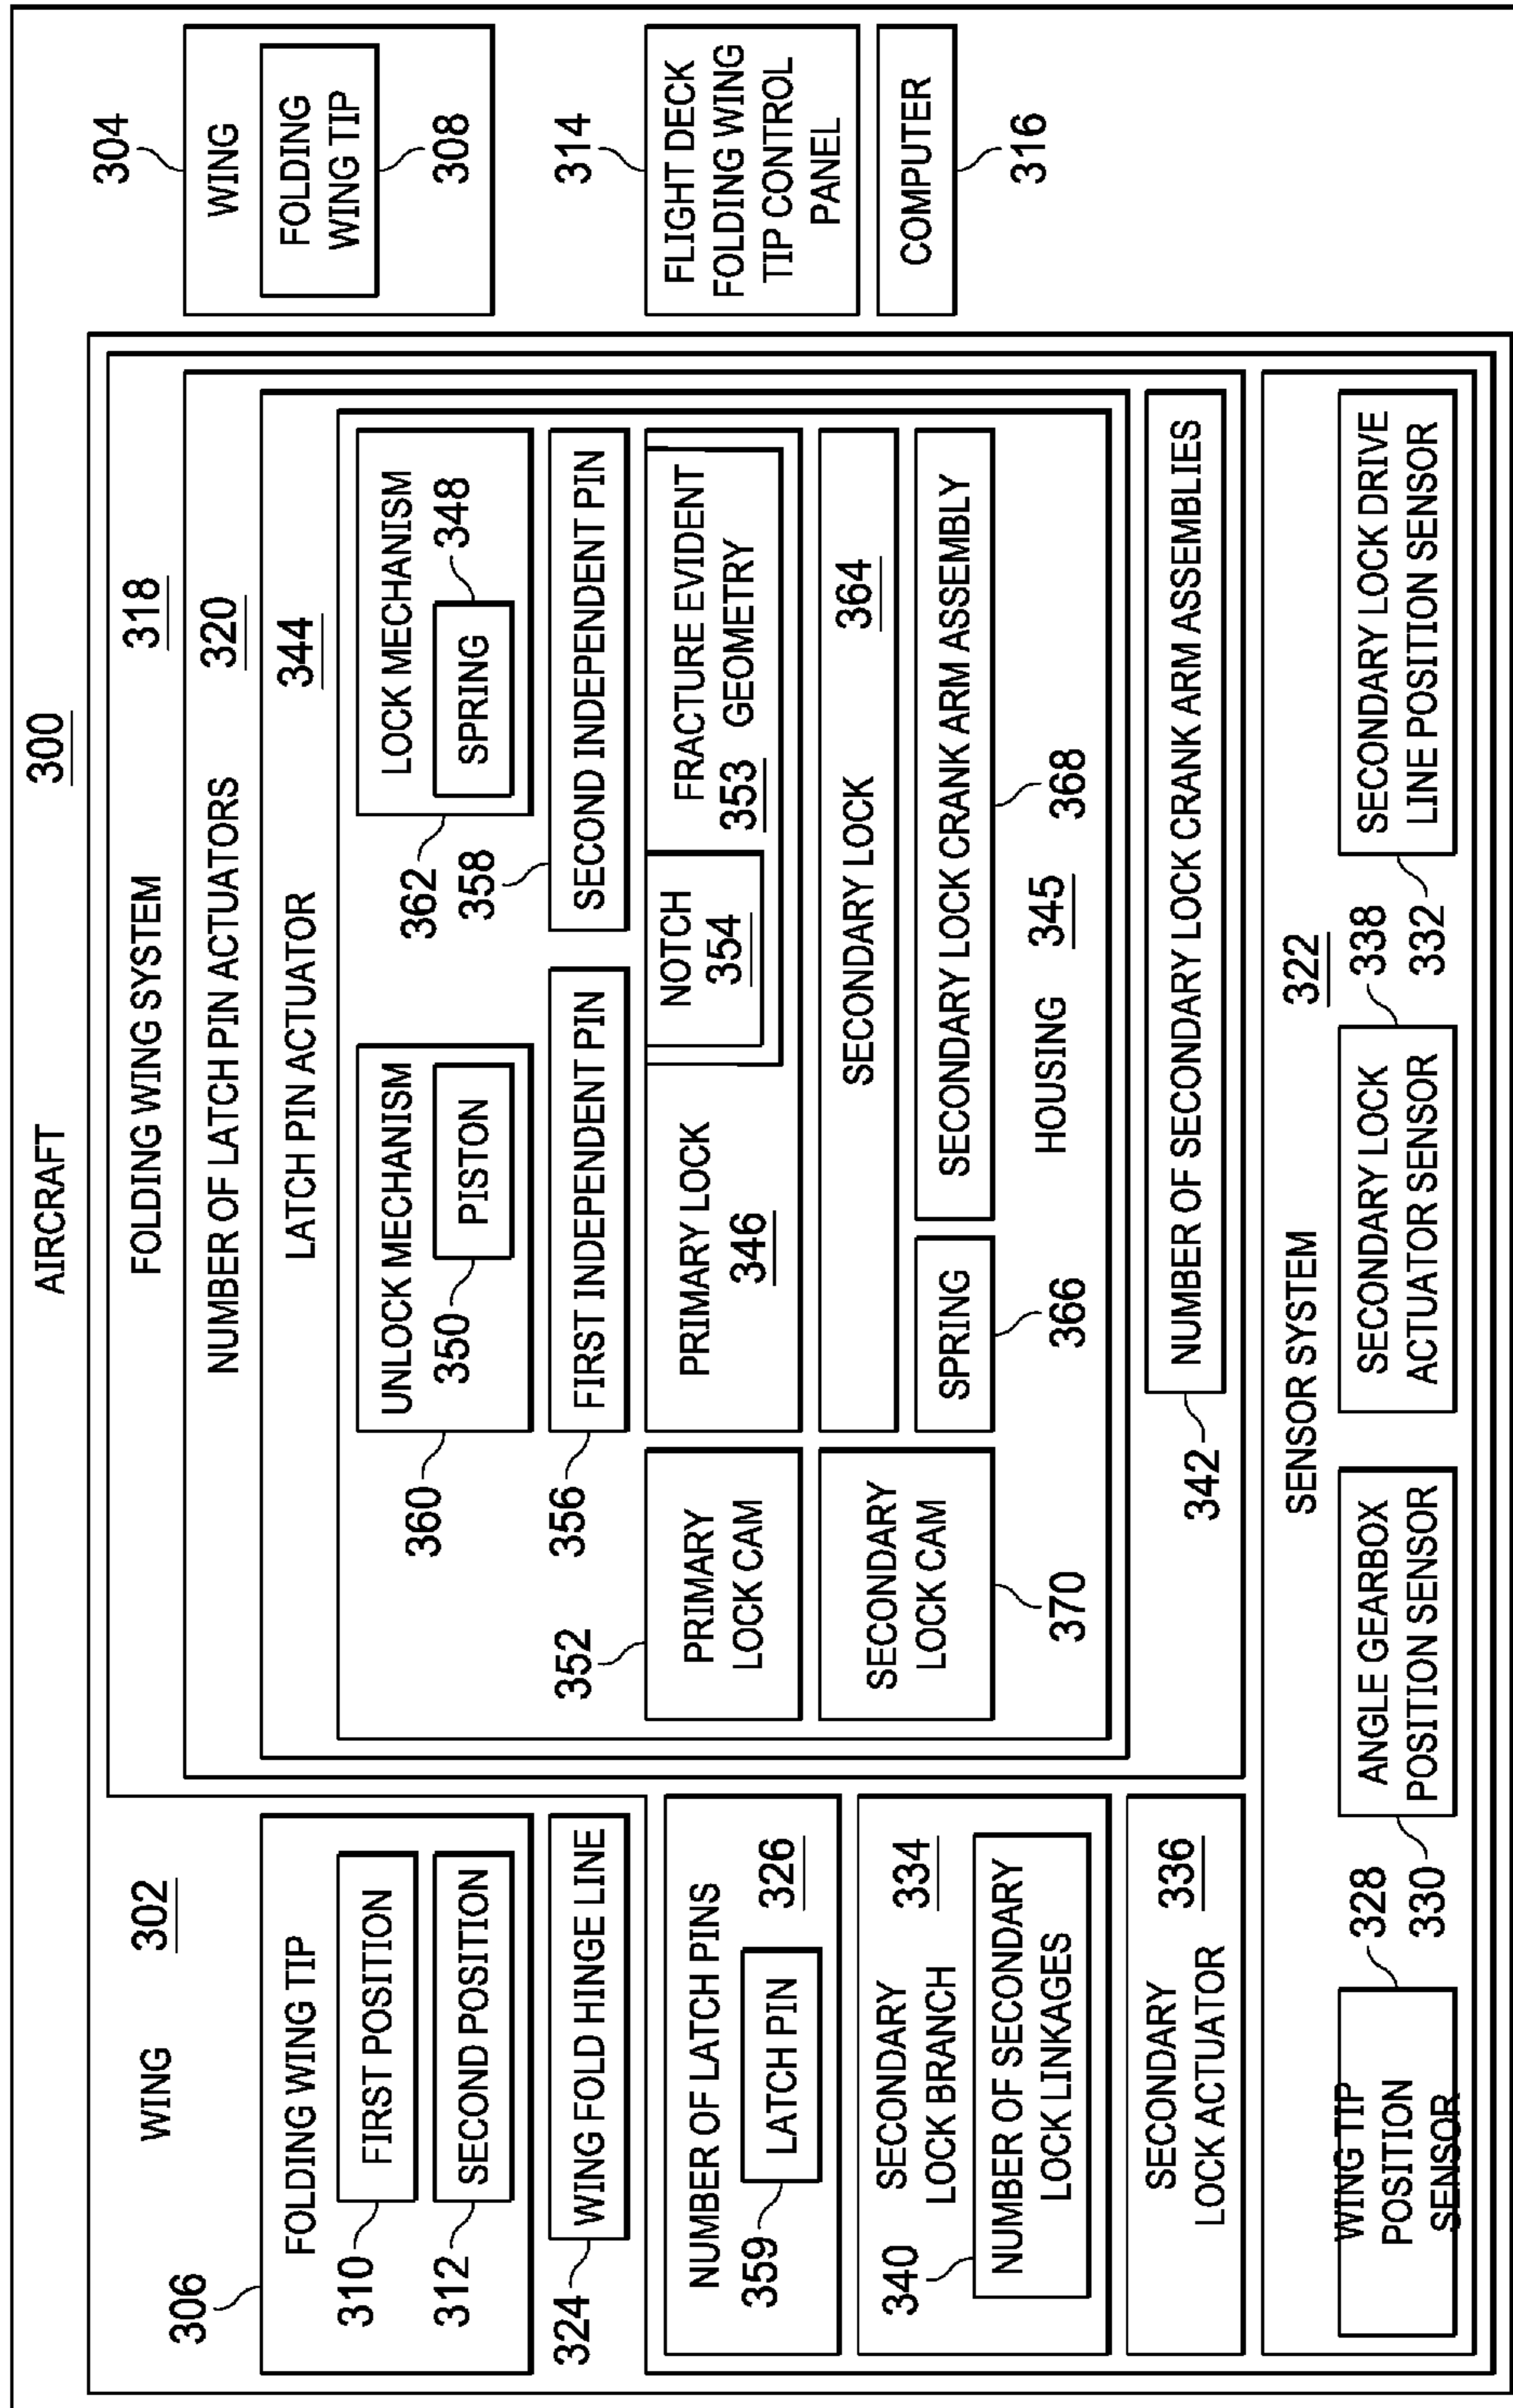 AIRCRAFT
300
WING
302
306
FOLDING WING TIP
310
FIRST POSITION
312
SECOND POSITION
324
WING FOLD HINGE LINE
FOLDING WING SYSTEM
318
NUMBER OF LATCH PIN ACTUATORS
320
LATCH PIN ACTUATOR
344
360
UNLOCK MECHANISM
350
PISTON
362
LOCK MECHANISM
348
SPRING
356
FIRST INDEPENDENT PIN
358
SECOND INDEPENDENT PIN
352
PRIMARY
LOCK CAM
PRIMARY LOCK
346
NOTCH
354
FRACTURE EVIDENT
353
GEOMETRY
SECONDARY
LOCK CAM
370
SECONDARY LOCK
364
SPRING
366
SECONDARY LOCK CRANK ARM ASSEMBLY
368
HOUSING
345
342
NUMBER OF SECONDARY LOCK CRANK ARM ASSEMBLIES
NUMBER OF LATCH PINS
326
359
LATCH PIN
SECONDARY
LOCK BRANCH
334
340
NUMBER OF SECONDARY
LOCK LINKAGES
SECONDARY
LOCK ACTUATOR
336
SENSOR SYSTEM
322
WING TIP
POSITION
SENSOR
328
330
ANGLE GEARBOX
POSITION SENSOR
SECONDARY LOCK
ACTUATOR SENSOR
338
332
SECONDARY LOCK DRIVE
LINE POSITION SENSOR
304
WING
FOLDING
WING TIP
308
314
FLIGHT DECK
FOLDING WING
TIP CONTROL
PANEL
COMPUTER
316